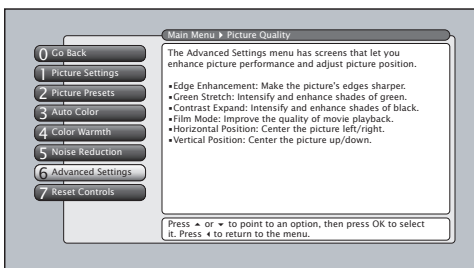 Main Menu ▸ Picture Quality
0 Go Back
1 Picture Settings
2 Picture Presets
3 Auto Color
4 Color Warmth
5 Noise Reduction
6 Advanced Settings
7 Reset Controls
The Advanced Settings menu has screens that let you
enhance picture performance and adjust picture position.
▪Edge Enhancement: Make the picture's edges sharper.
▪Green Stretch: Intensify and enhance shades of green.
▪Contrast Expand: Intensify and enhance shades of black.
▪Film Mode: Improve the quality of movie playback.
▪Horizontal Position: Center the picture left/right.
▪Vertical Position: Center the picture up/down.
Press ▴ or ▾ to point to an option, then press OK to select
it. Press ◂ to return to the menu.